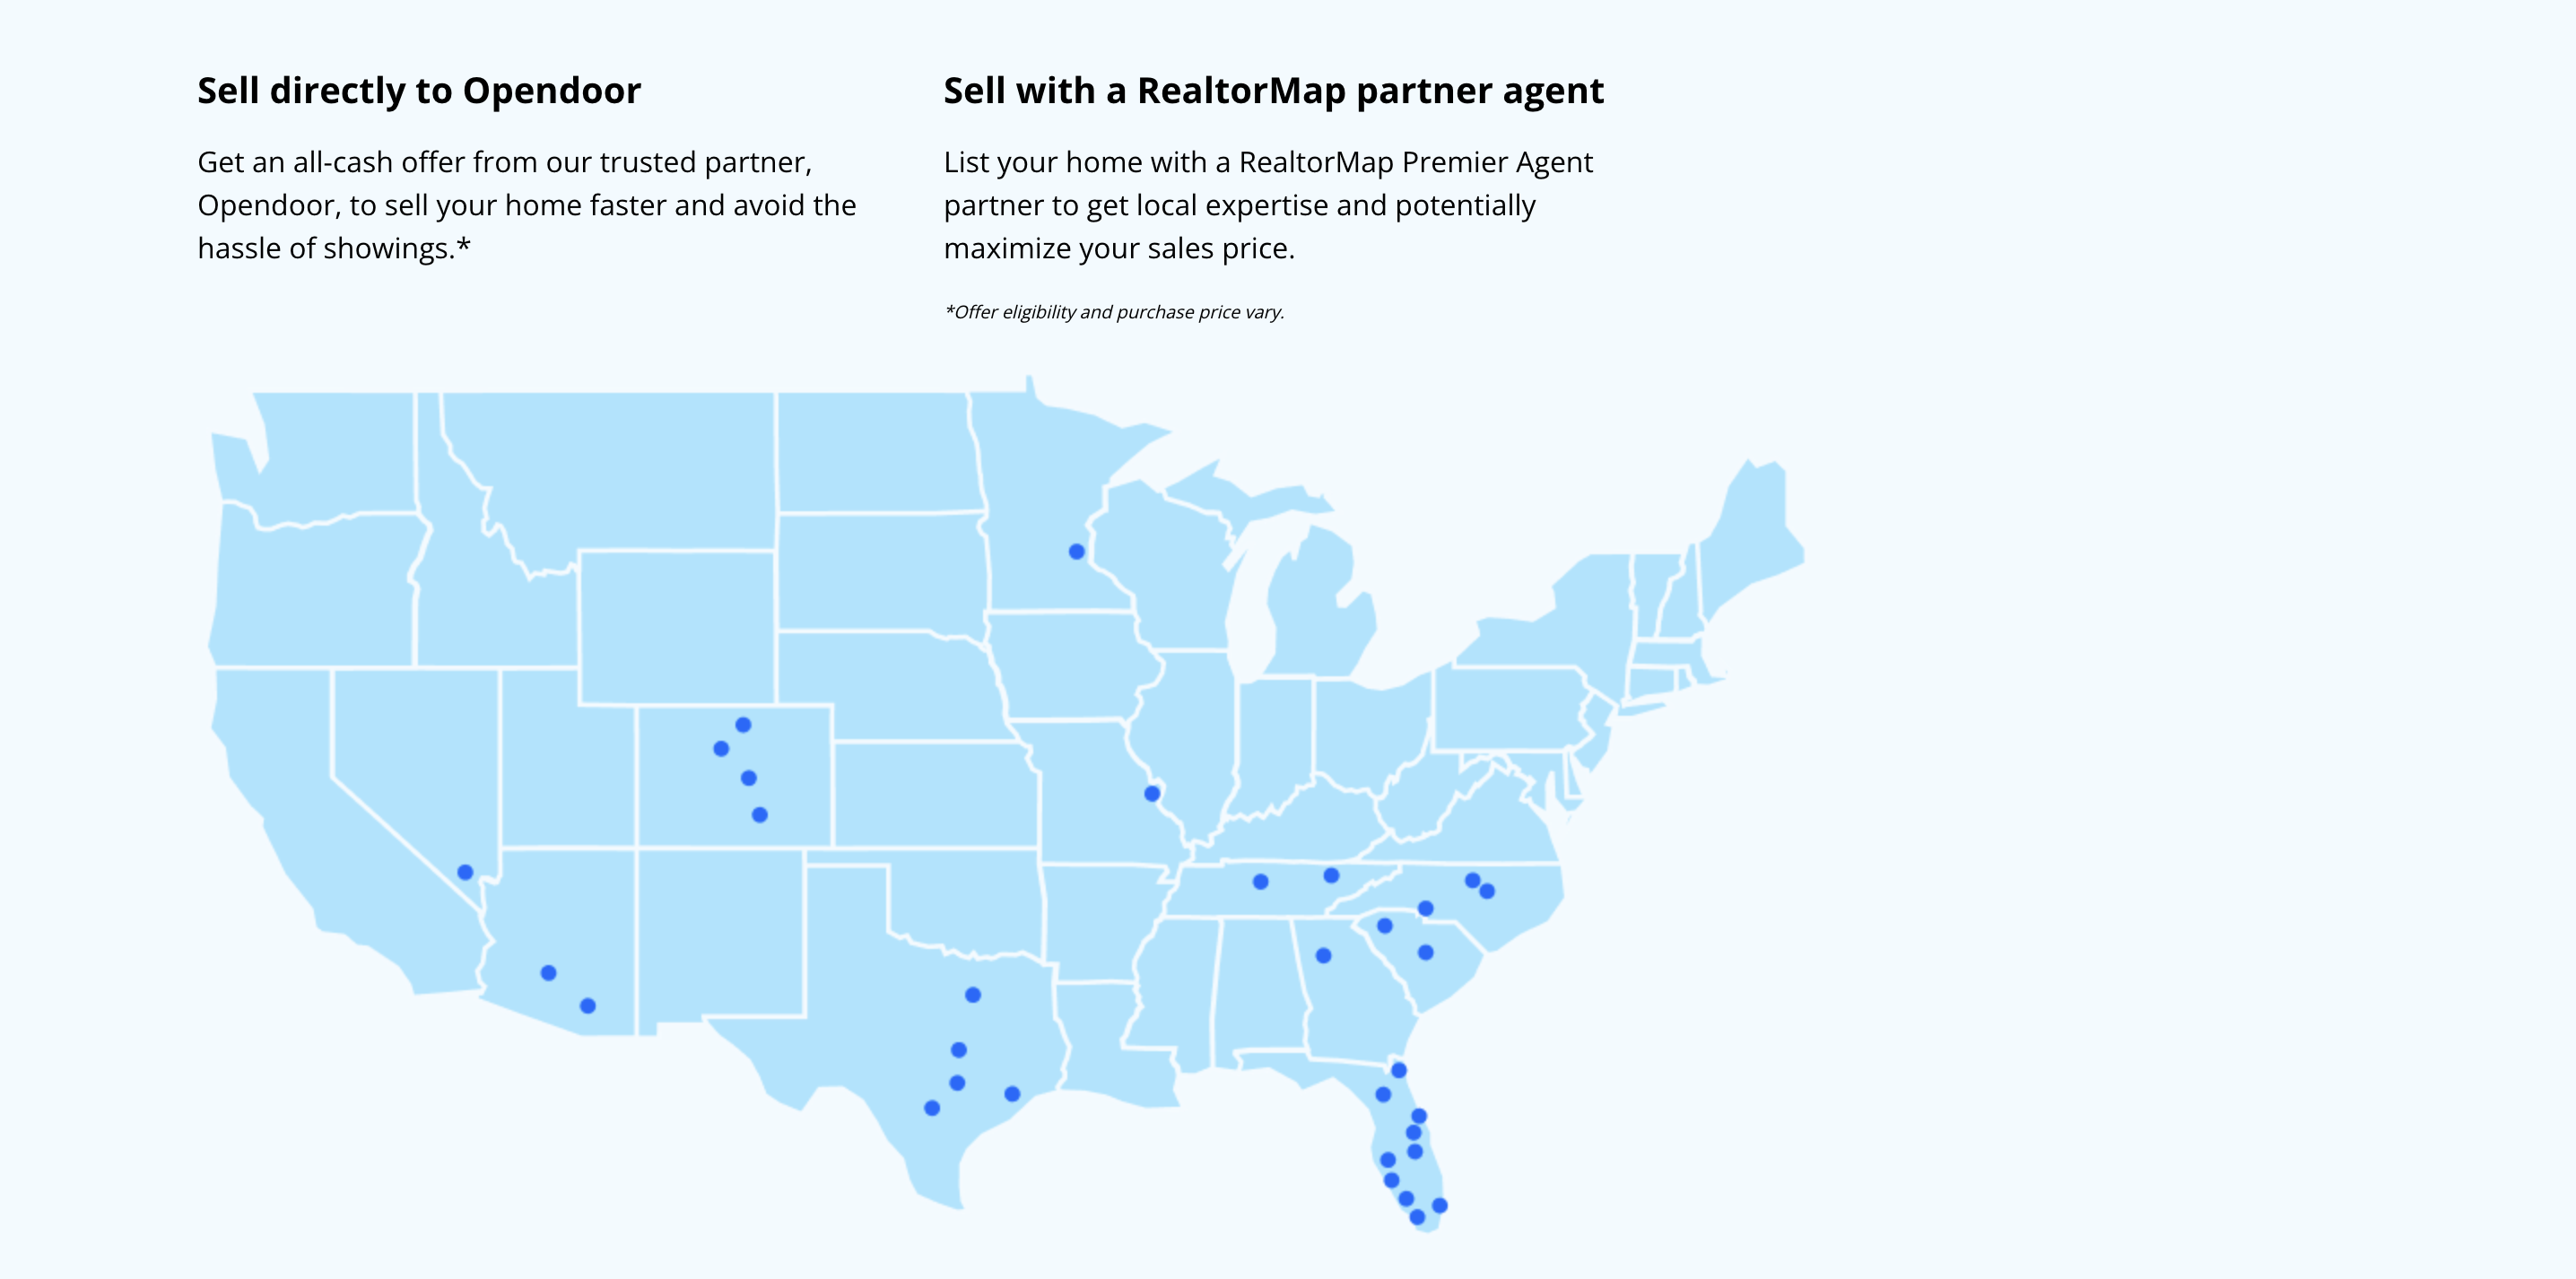 Sell directly to Opendoor
Get an all-cash offer from our trusted partner,
Opendoor, to sell your home faster and avoid the
hassle of showings.*
Sell with a RealtorMap partner agent
List your home with a RealtorMap Premier Agent
partner to get local expertise and potentially
maximize your sales price.
*Offer eligibility and purchase price vary.